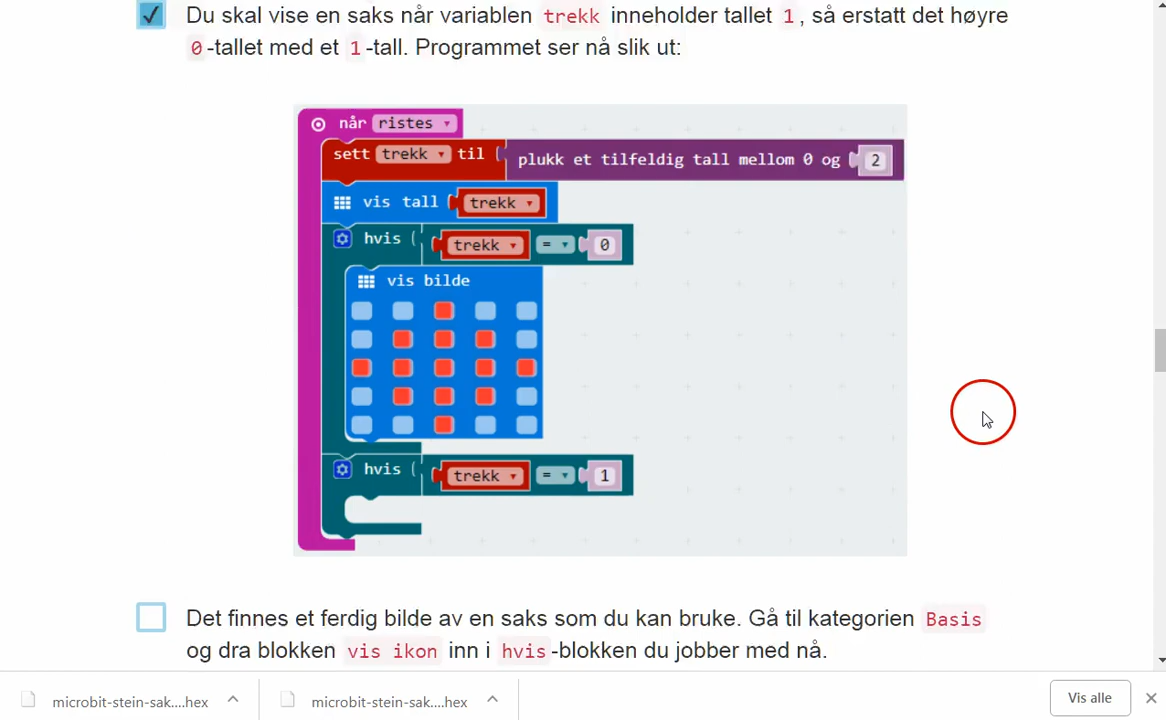 Du skal vise en saks når variablen trekk inneholder tallet 1, så erstatt det høyre
0-tallet med et 1-tall. Programmet ser nå slik ut:
når ristes
sett trekk til plukk et tilfeldig tall mellom 0 og 2
vis tall trekk
hvis trekk = 0
vis bilde
hvis trekk = 1
Det finnes et ferdig bilde av en saks som du kan bruke. Gå til kategorien Basis
og dra blokken vis ikon inn i hvis-blokken du jobber med nå.
microbit-stein-sak....hex
microbit-stein-sak....hex
Vis alle